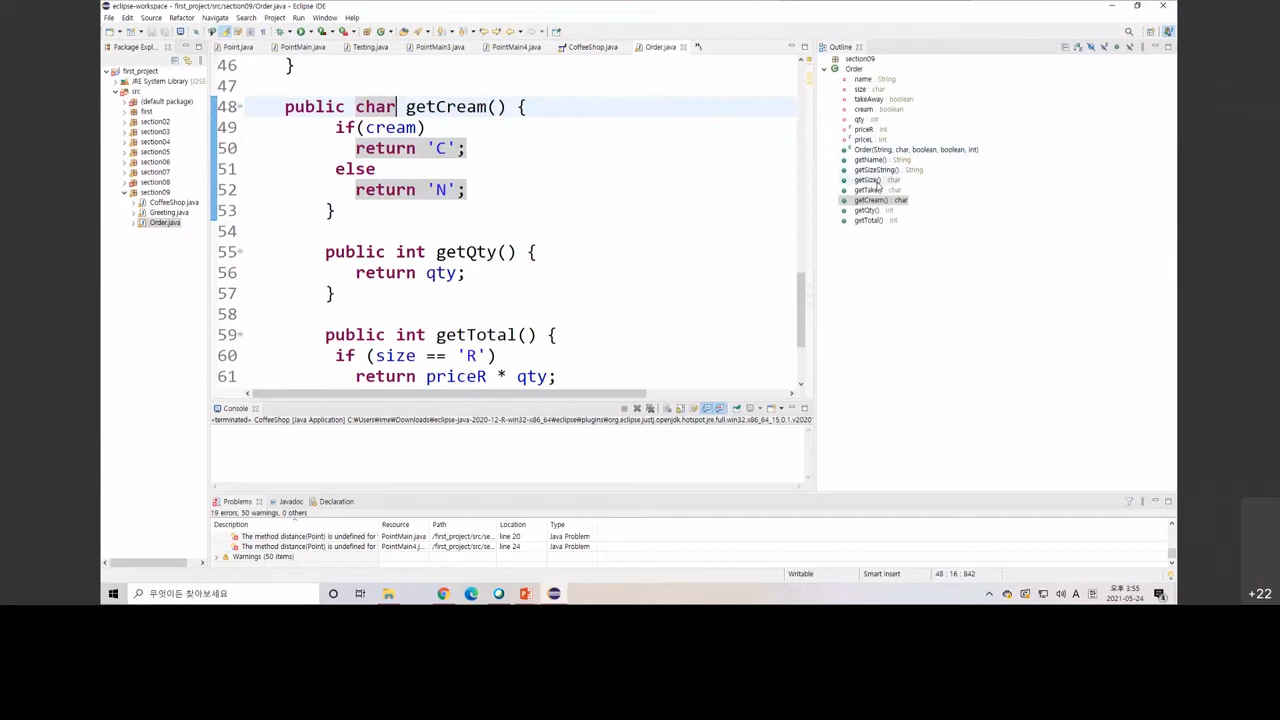 eclipse-workspace - first_project/src/section09/Order.java - Eclipse IDE
File Edit Source Refactor Navigate Search Project Run Window Help
Package Expl...
Point.java PointMain.java Testing.java PointMain3.java PointMain4.java CoffeeShop.java Order.java
first_project
JRE System Library [J2SE
src
(default package)
first
section02
section03
section04
section05
section06
section07
section08
section09
CoffeeShop.java
Greeting.java
Order.java
46 }
47
48 public char getCream() {
49 if(cream)
50 return 'C';
51 else
52 return 'N';
53 }
54
55 public int getQty() {
56 return qty;
57 }
58
59 public int getTotal() {
60 if (size == 'R')
61 return priceR * qty;
Outline
section09
Order
name : String
size : char
takeAway : boolean
cream : boolean
qty : int
priceR : int
priceL : int
Order(String, char, boolean, boolean, int)
getName() : String
getSizeString() : String
getSize() : char
getTake : char
getCream() : char
getQty() : int
getTotal() : int
Console
<terminated> CoffeeShop [Java Application] C:₩Users₩ime₩Downloads₩eclipse-java-2020-12-R-win32-x86_64₩eclipse₩plugins₩org.eclipse.justj.openjdk.hotspot.jre.full.win32.x86_64_15.0.1.v2020
Problems Javadoc Declaration
19 errors, 50 warnings, 0 others
Description Resource Path Location Type
The method distance(Point) is undefined for PointMain.java /first_project/src/se... line 20 Java Problem
The method distance(Point) is undefined for PointMain4.j... /first_project/src/se... line 24 Java Problem
Warnings (50 items)
Writable Smart Insert 48 : 16 : 842
무엇이든 찾아보세요
A
오후 3:55
2021-05-24
4
+22